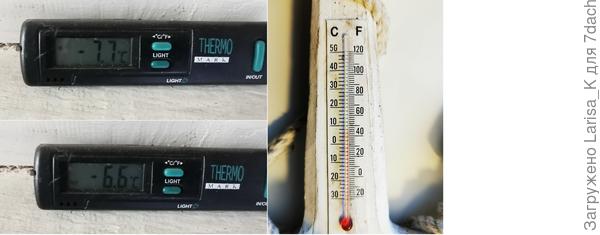 -7.7°c
°C/°F
LIGHT
THERMO
MARK
LIGHT
IN/OUT
-6.6°c
°C/°F
LIGHT
THERMO
MARK
LIGHT
C F
50 120
40 100
30 80
20 60
10 40
0
10 20
20 0
30 20
Загружено Larisa_K для 7dach